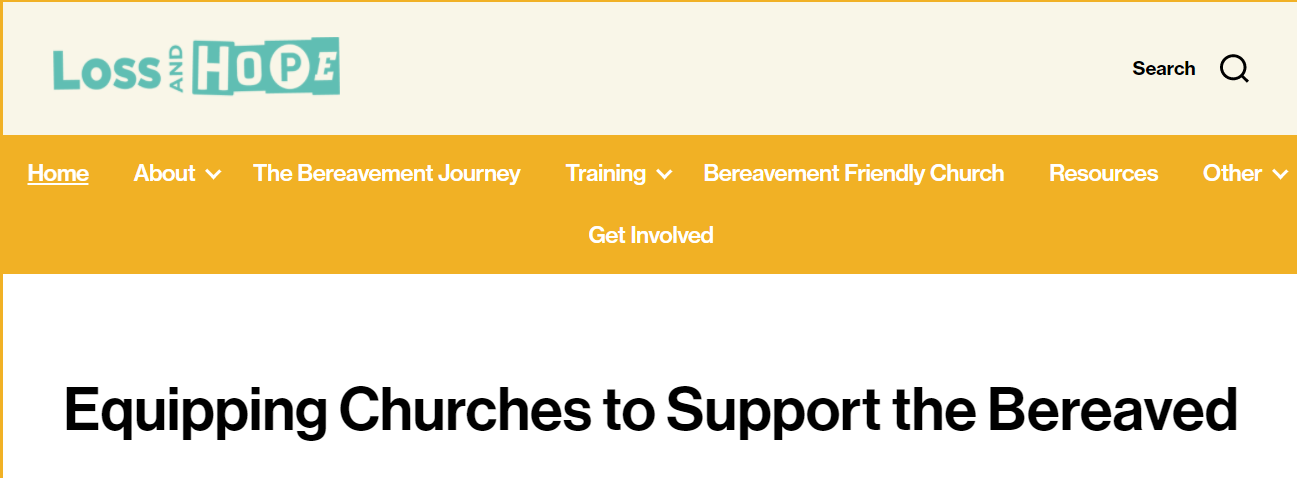 Loss AND HOPE
Search
Home About The Bereavement Journey Training Bereavement Friendly Church Resources Other
Get Involved
Equipping Churches to Support the Bereaved